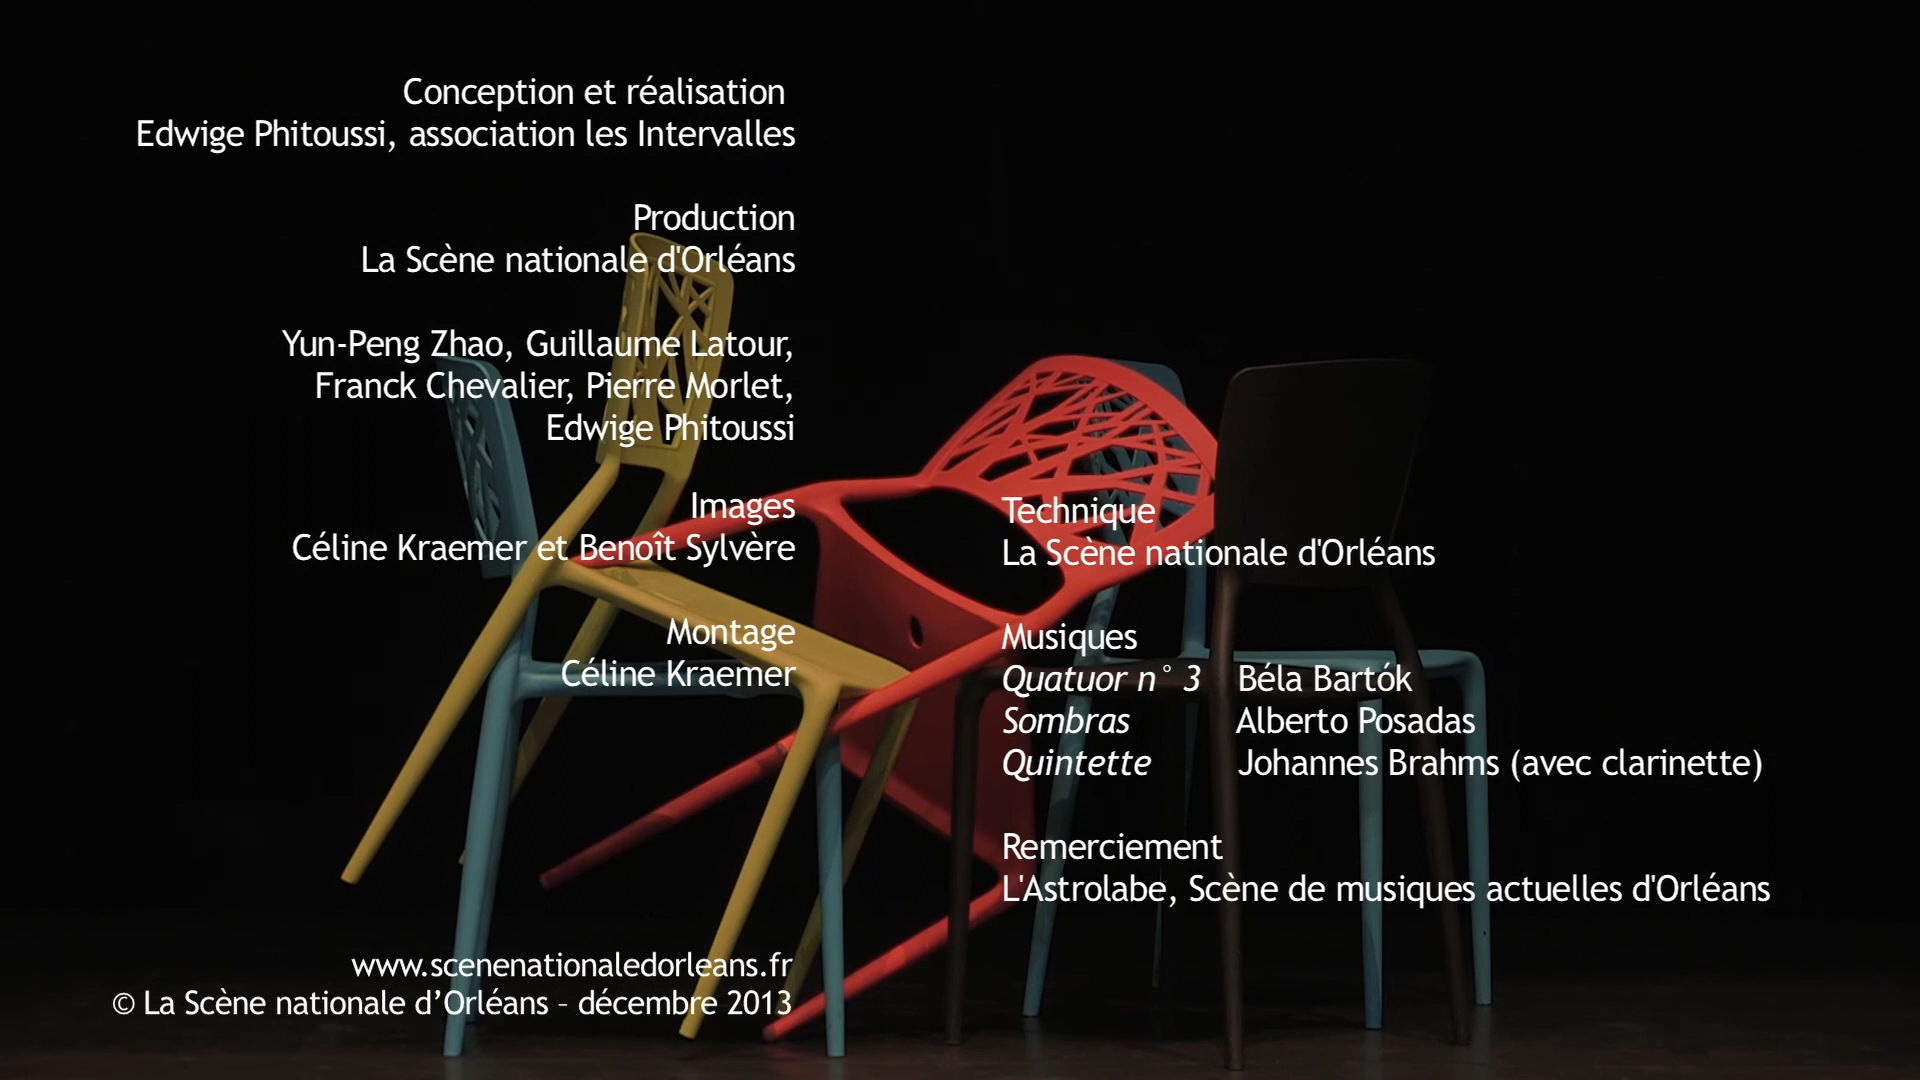 Conception et réalisation
Edwige Phitoussi, association les Intervalles
Production
La Scène nationale d'Orléans
Yun-Peng Zhao, Guillaume Latour,
Franck Chevalier, Pierre Morlet,
Edwige Phitoussi
Images
Céline Kraemer et Benoît Sylvère
Montage
Céline Kraemer
www.scenenationaledorleans.fr
© La Scène nationale d’Orléans – décembre 2013
Technique
La Scène nationale d'Orléans
Musiques
Quatuor n° 3 Béla Bartók
Sombras Alberto Posadas
Quintette Johannes Brahms (avec clarinette)
Remerciement
L'Astrolabe, Scène de musiques actuelles d'Orléans